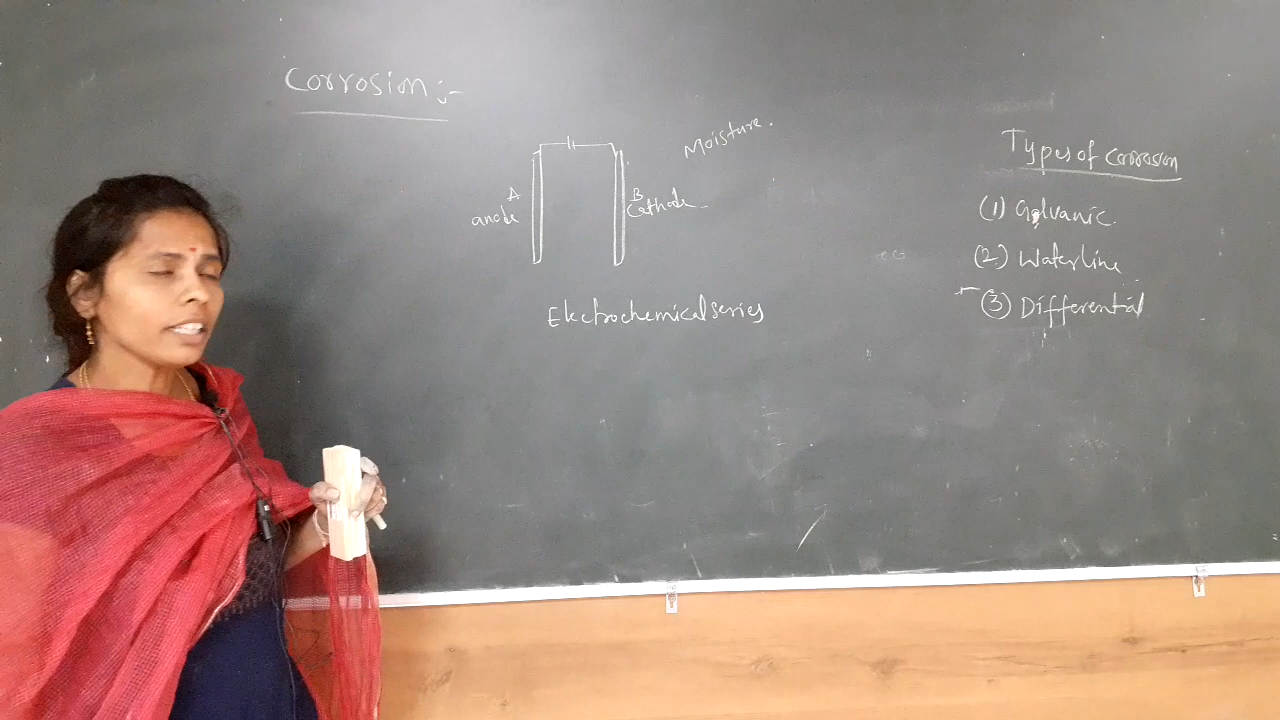 Corrosion:-
Moisture.
A
anode
B
Cathode
Electrochemical series
Types of Corrosion
(1) Galvanic
(2) Waterline
(3) Differential